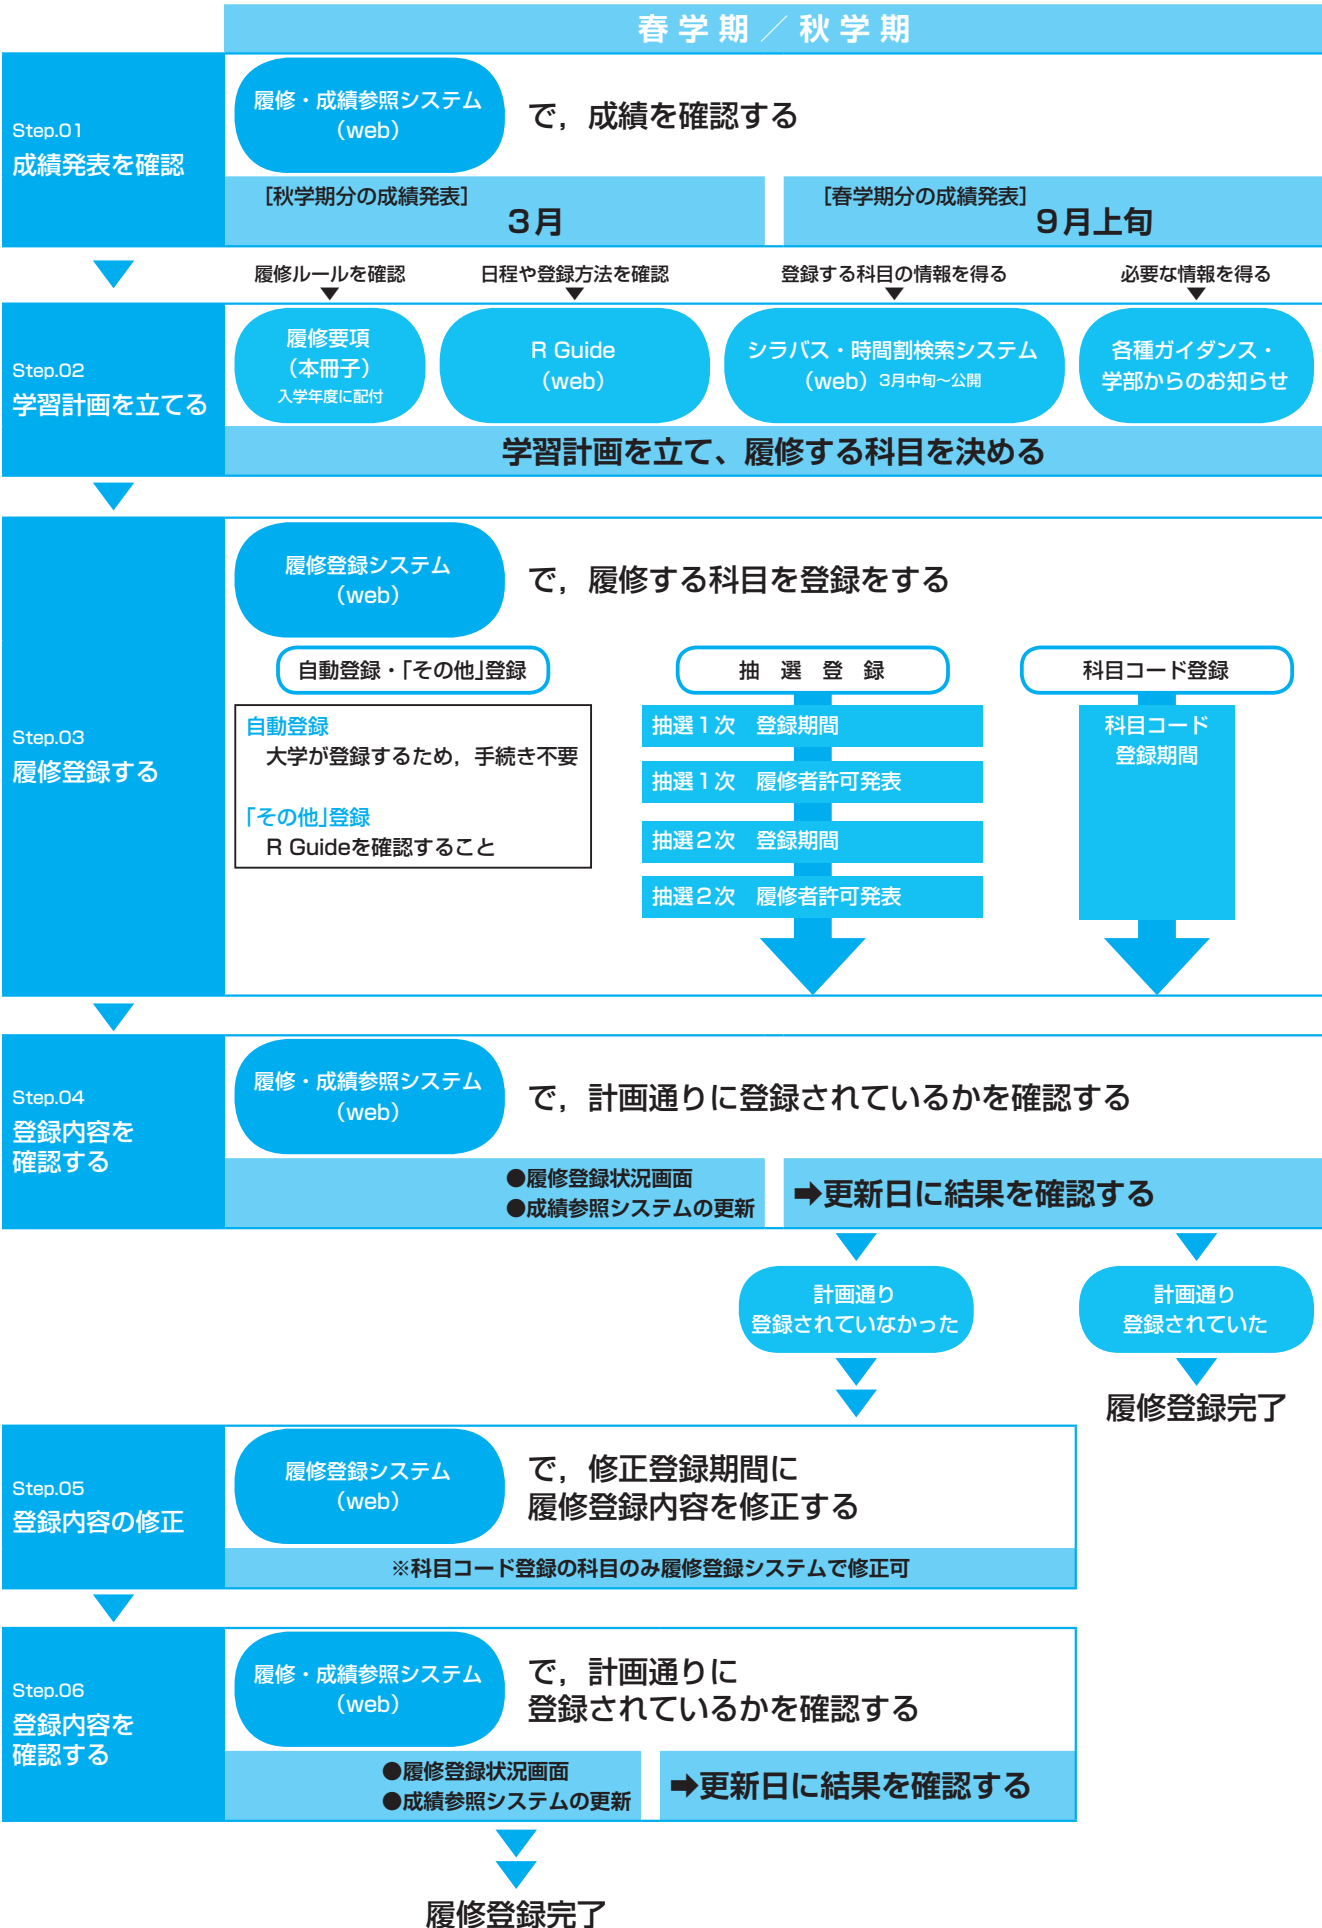 春学期／秋学期
Step.01
成績発表を確認
履修・成績参照システム
（web）
で，成績を確認する
［秋学期分の成績発表］
3月
［春学期分の成績発表］
9月上旬
履修ルールを確認
日程や登録方法を確認
登録する科目の情報を得る
必要な情報を得る
Step.02
学習計画を立てる
履修要項
（本冊子）
入学年度に配付
R Guide
（web）
シラバス・時間割検索システム
（web）3月中旬〜公開
各種ガイダンス・
学部からのお知らせ
学習計画を立て、履修する科目を決める
Step.03
履修登録する
履修登録システム
（web）
で，履修する科目を登録をする
自動登録・「その他」登録
自動登録
大学が登録するため，手続き不要
「その他」登録
R Guideを確認すること
抽　選　登　録
抽選1次　登録期間
抽選1次　履修者許可発表
抽選2次　登録期間
抽選2次　履修者許可発表
科目コード登録
科目コード
登録期間
Step.04
登録内容を
確認する
履修・成績参照システム
（web）
で，計画通りに登録されているかを確認する
●履修登録状況画面
●成績参照システムの更新
➡更新日に結果を確認する
計画通り
登録されていなかった
計画通り
登録されていた
履修登録完了
Step.05
登録内容の修正
履修登録システム
（web）
で，修正登録期間に
履修登録内容を修正する
※科目コード登録の科目のみ履修登録システムで修正可
Step.06
登録内容を
確認する
履修・成績参照システム
（web）
で，計画通りに
登録されているかを確認する
●履修登録状況画面
●成績参照システムの更新
➡更新日に結果を確認する
履修登録完了